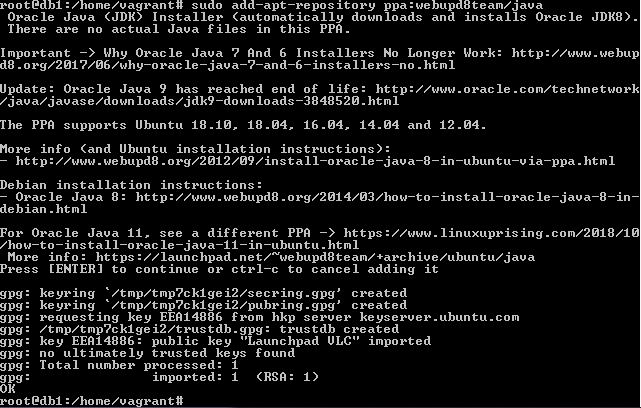 root@db1:/home/vagrant# sudo add-apt-repository ppa:webupd8team/java
 Oracle Java (JDK) Installer (automatically downloads and installs Oracle JDK8).
 There are no actual Java files in this PPA.
Important -> Why Oracle Java 7 And 6 Installers No Longer Work: http://www.webup
d8.org/2017/06/why-oracle-java-7-and-6-installers-no.html
Update: Oracle Java 9 has reached end of life: http://www.oracle.com/technetwork
/java/javase/downloads/jdk9-downloads-3848520.html
The PPA supports Ubuntu 18.10, 18.04, 16.04, 14.04 and 12.04.
More info (and Ubuntu installation instructions):
- http://www.webupd8.org/2012/09/install-oracle-java-8-in-ubuntu-via-ppa.html
Debian installation instructions:
- Oracle Java 8: http://www.webupd8.org/2014/03/how-to-install-oracle-java-8-in-
debian.html
For Oracle Java 11, see a different PPA -> https://www.linuxuprising.com/2018/10
/how-to-install-oracle-java-11-in-ubuntu.html
 More info: https://launchpad.net/~webupd8team/+archive/ubuntu/java
Press [ENTER] to continue or ctrl-c to cancel adding it
gpg: keyring `/tmp/tmp7ck1gei2/secring.gpg' created
gpg: keyring `/tmp/tmp7ck1gei2/pubring.gpg' created
gpg: requesting key EEA14886 from hkp server keyserver.ubuntu.com
gpg: /tmp/tmp7ck1gei2/trustdb.gpg: trustdb created
gpg: key EEA14886: public key "Launchpad VLC" imported
gpg: no ultimately trusted keys found
gpg: Total number processed: 1
gpg:               imported: 1  (RSA: 1)
OK
root@db1:/home/vagrant#